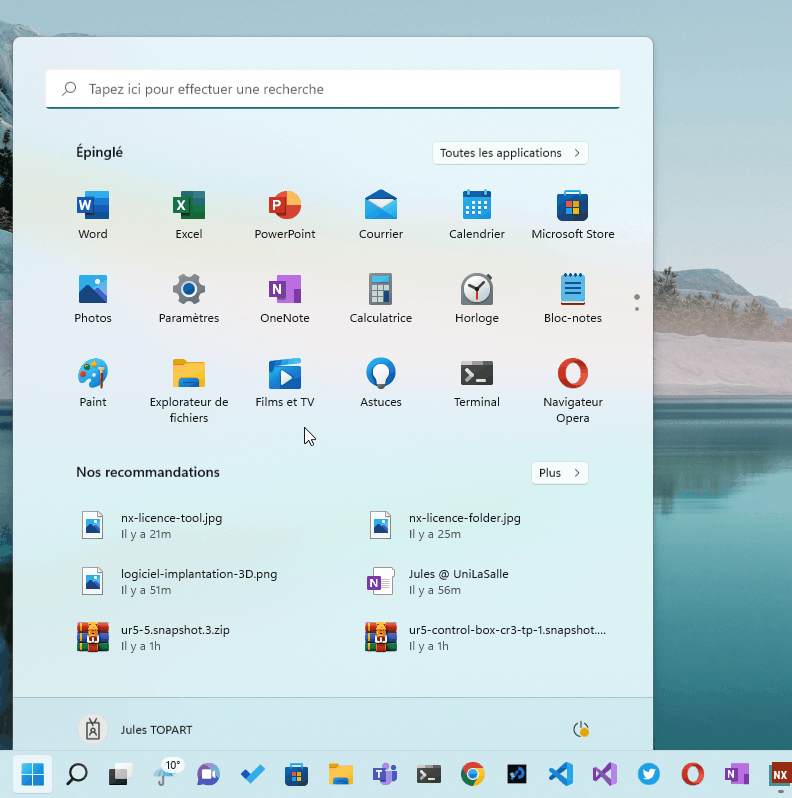 Tapez ici pour effectuer une recherche
Épinglé
Toutes les applications
Word
Excel
PowerPoint
Courrier
Calendrier
Microsoft Store
Photos
Paramètres
OneNote
Calculatrice
Horloge
Bloc-notes
Paint
Explorateur de
fichiers
Films et TV
Astuces
Terminal
Navigateur
Opera
Nos recommandations
Plus
nx-licence-tool.jpg
Il y a 21m
nx-licence-folder.jpg
Il y a 25m
logiciel-implantation-3D.png
Il y a 51m
Jules @ UniLaSalle
Il y a 56m
ur5-5.snapshot.3.zip
Il y a 1h
ur5-control-box-cr3-tp-1.snapshot....
Il y a 1h
Jules TOPART
10°
NX